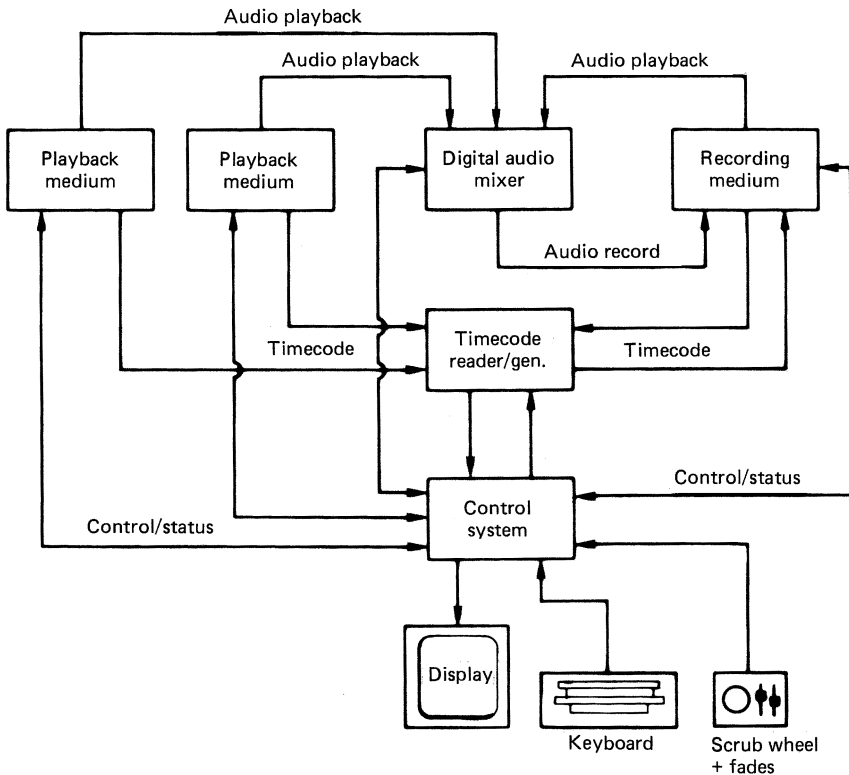 Audio playback
Audio playback
Audio playback
Playback
medium
Playback
medium
Digital audio
mixer
Recording
medium
Audio record
Timecode
Timecode
reader/gen.
Timecode
Control/status
Control
system
Control/status
Display
Keyboard
Scrub wheel
+ fades